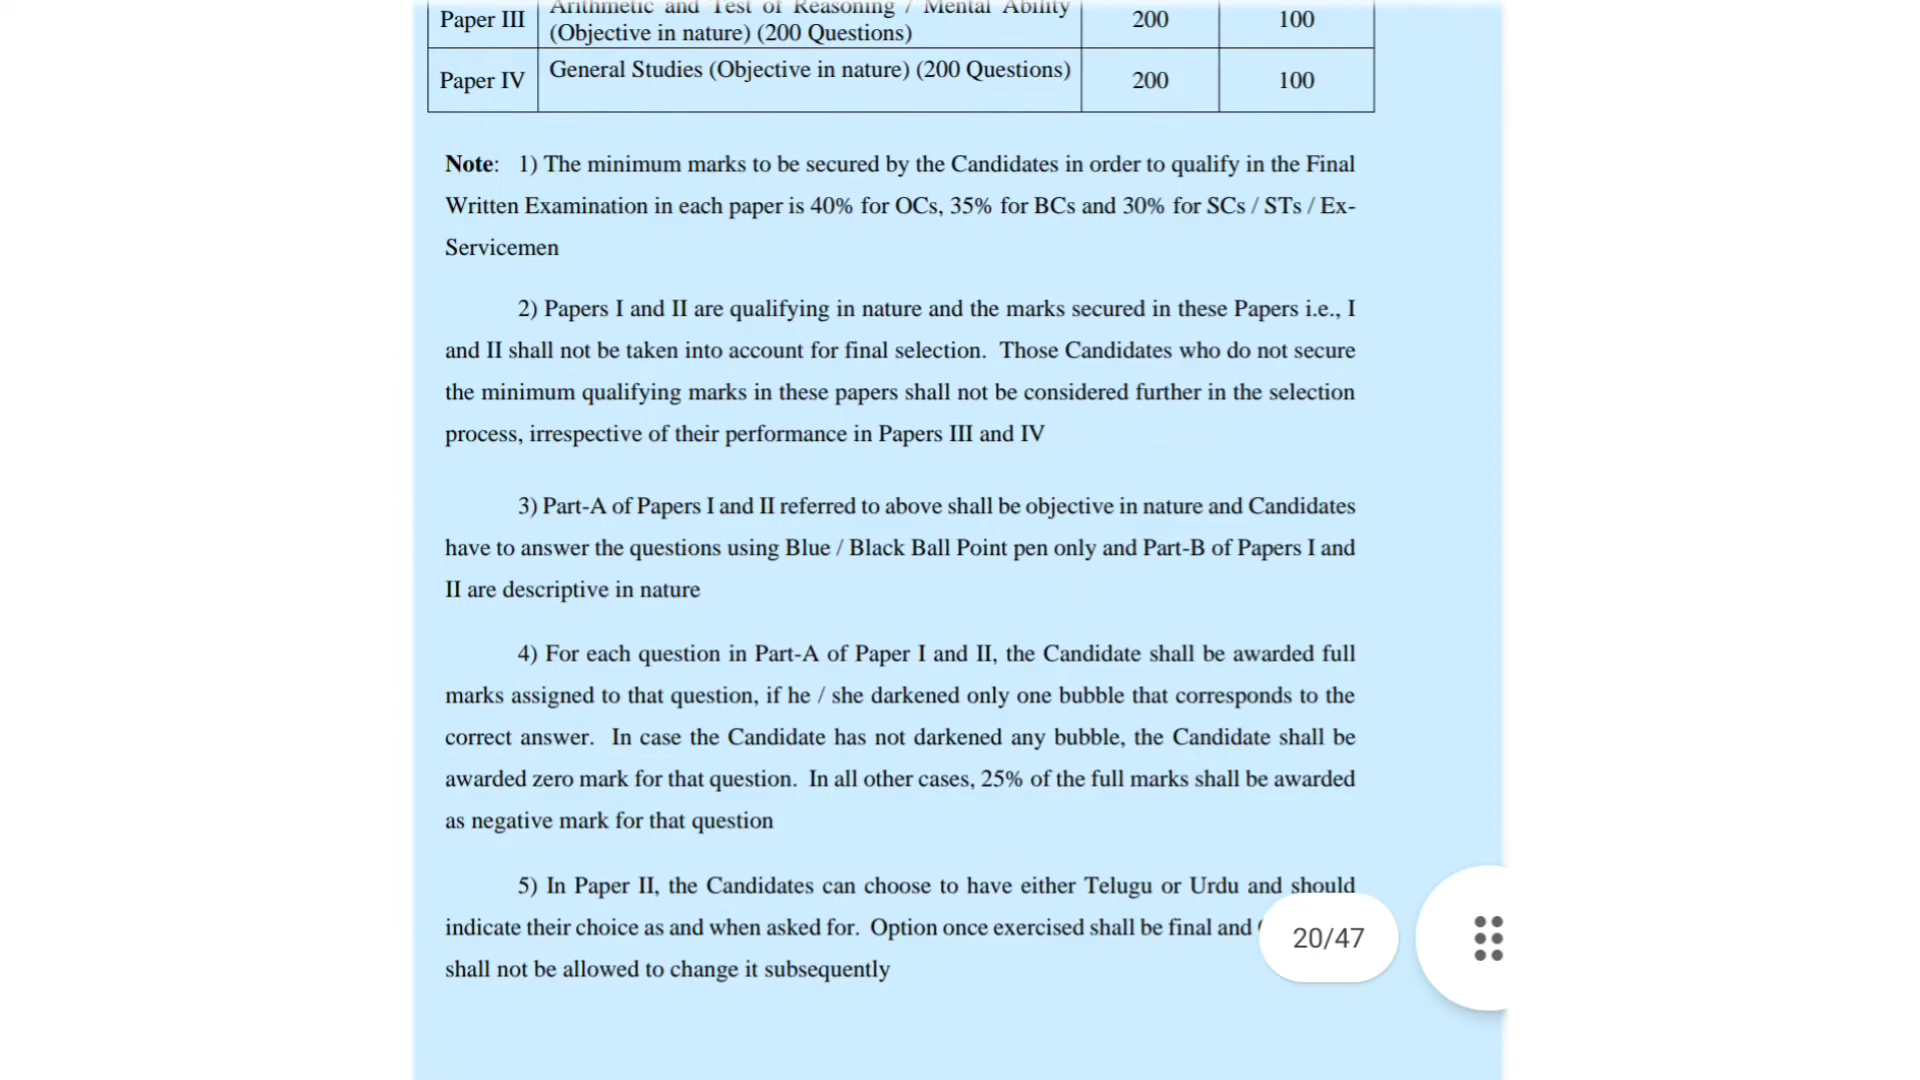 Paper III
Arithmetic and Test of Reasoning / Mental Ability
(Objective in nature) (200 Questions)
200
100
Paper IV
General Studies (Objective in nature) (200 Questions)
200
100
Note: 1) The minimum marks to be secured by the Candidates in order to qualify in the Final
Written Examination in each paper is 40% for OCs, 35% for BCs and 30% for SCs / STs / Ex-
Servicemen
2) Papers I and II are qualifying in nature and the marks secured in these Papers i.e., I
and II shall not be taken into account for final selection. Those Candidates who do not secure
the minimum qualifying marks in these papers shall not be considered further in the selection
process, irrespective of their performance in Papers III and IV
3) Part-A of Papers I and II referred to above shall be objective in nature and Candidates
have to answer the questions using Blue / Black Ball Point pen only and Part-B of Papers I and
II are descriptive in nature
4) For each question in Part-A of Paper I and II, the Candidate shall be awarded full
marks assigned to that question, if he / she darkened only one bubble that corresponds to the
correct answer. In case the Candidate has not darkened any bubble, the Candidate shall be
awarded zero mark for that question. In all other cases, 25% of the full marks shall be awarded
as negative mark for that question
5) In Paper II, the Candidates can choose to have either Telugu or Urdu and should
indicate their choice as and when asked for. Option once exercised shall be final and
shall not be allowed to change it subsequently
20/47